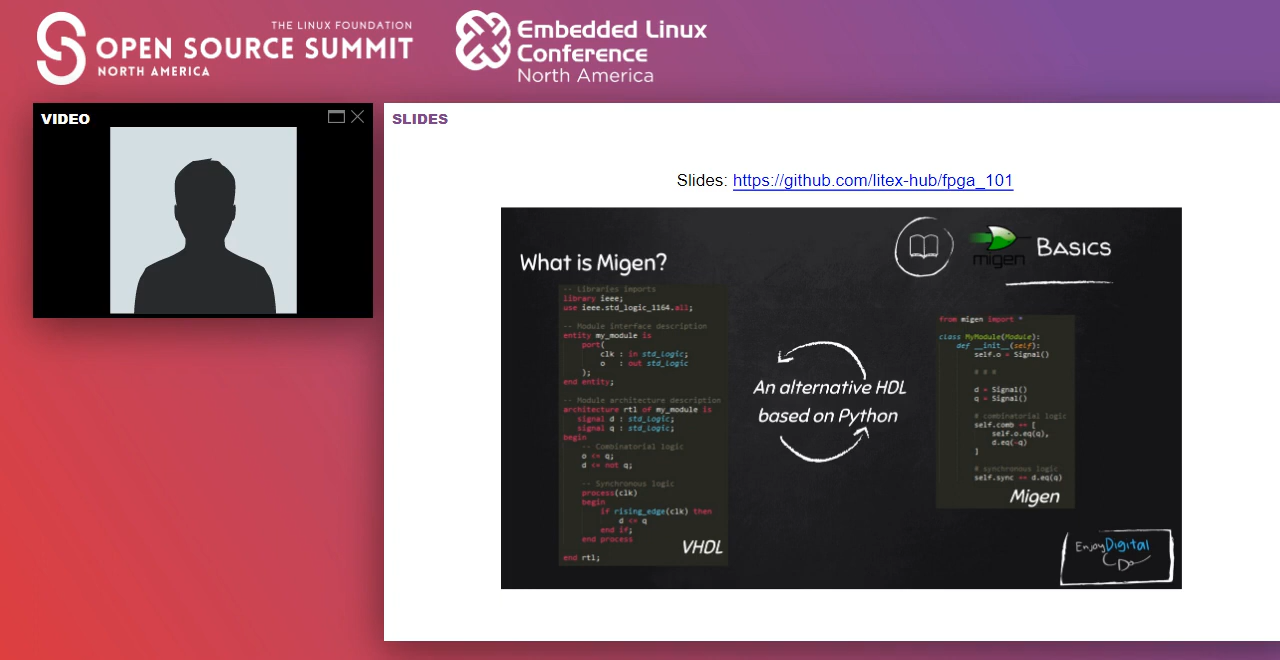 THE LINUX FOUNDATION
OPEN SOURCE SUMMIT
NORTH AMERICA
Embedded Linux
Conference
North America
VIDEO
SLIDES
Slides: https://github.com/litex-hub/fpga_101
What is Migen?
migen
BASICS
-- Libraries imports
library ieee;
use ieee.std_logic_1164.all;
-- Module interface description
entity my_module is
port(
clk : in std_logic;
o : out std_logic
);
end entity;
-- Module architecture description
architecture rtl of my_module is
signal d : std_logic;
signal q : std_logic;
begin
-- Combinatorial logic
o <= q;
d <= not q;
-- Synchronous logic
process(clk)
begin
if rising_edge(clk) then
d <= q
end if;
end process
end rtl;
VHDL
An alternative HDL
based on Python
from migen import *
class MyModule(Module):
def __init__(self):
self.o = Signal()
# # #
d = Signal()
q = Signal()
# combinatorial logic
self.comb += [
self.o.eq(q),
d.eq(~q)
]
# synchronous logic
self.sync += d.eq(q)
Migen
EnjoyDigital